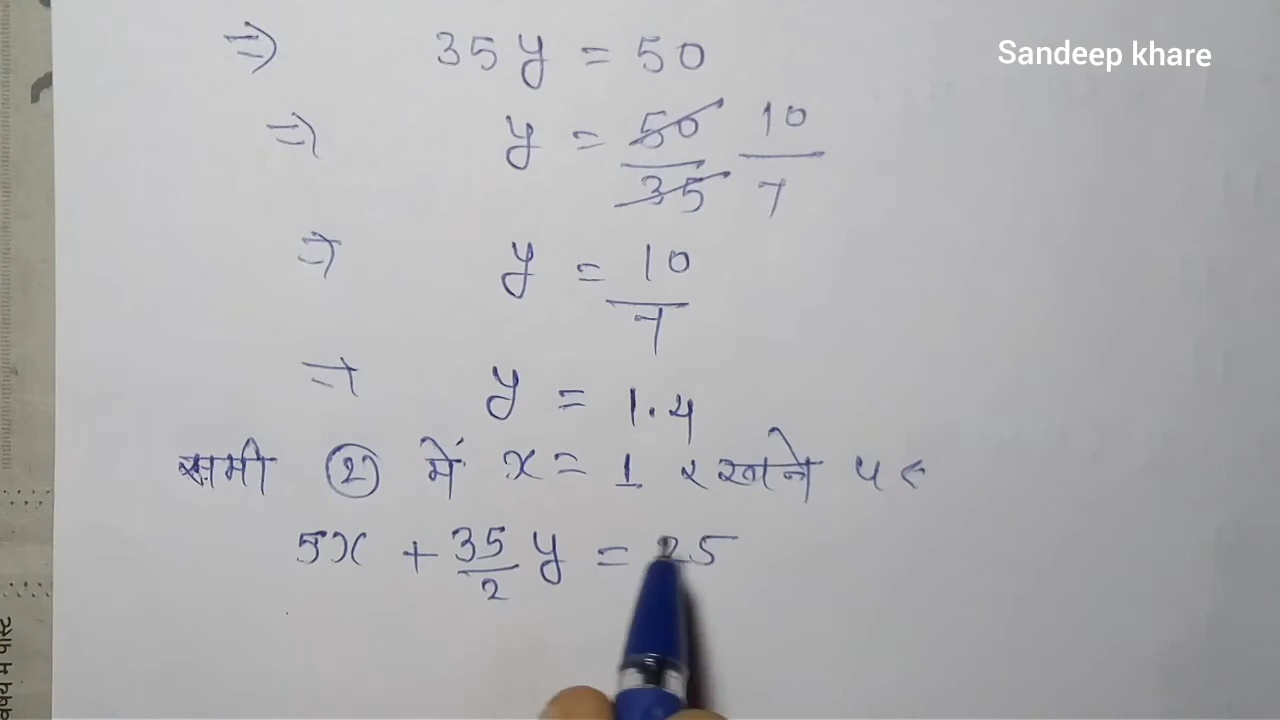 Sandeep khare
⇒ 35y = 50
⇒ y = 50/35 10/7
⇒ y = 10/7
⇒ y = 1.4
समी ② में x = 1 रखने पर
5x + 35/2 y = 25